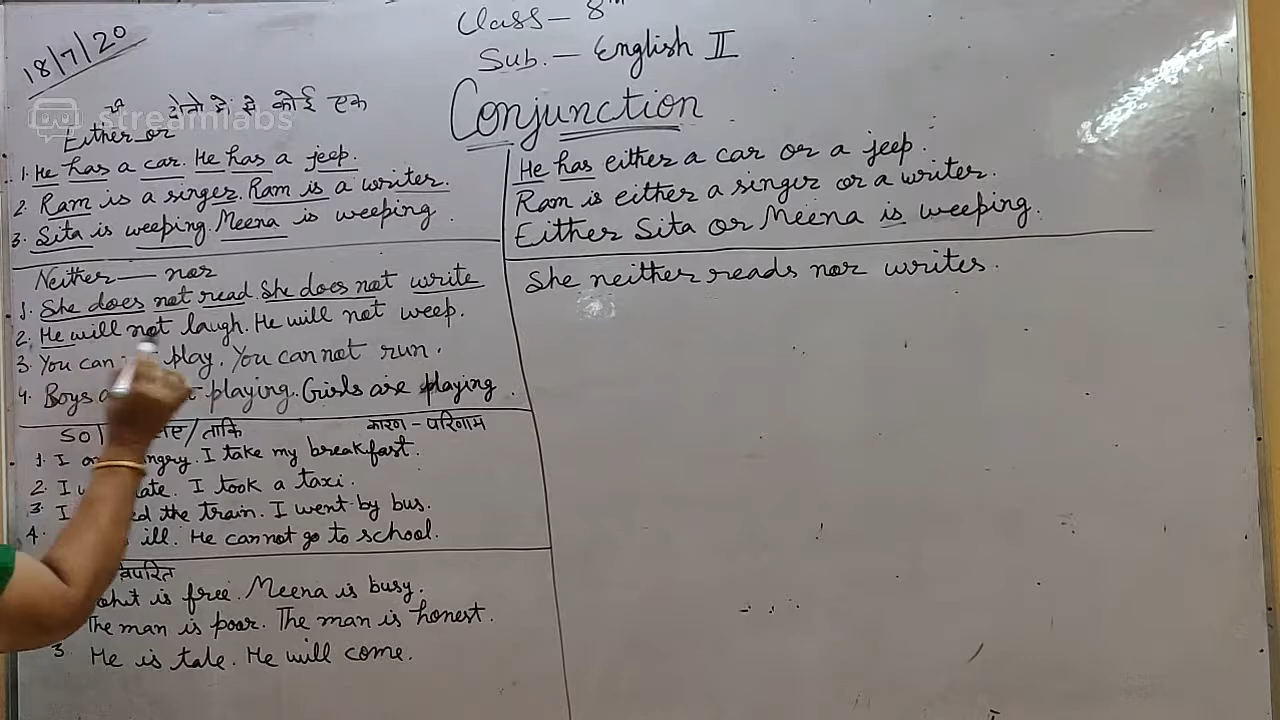 18/7/20
Class - 8th
Sub. - English II
Conjunction
streamlabs
दोनो में से कोई एक
Either or
1. He has a car. He has a jeep.
2. Ram is a singer. Ram is a writer.
3. Sita is weeping. Meena is weeping.
He has either a car or a jeep.
Ram is either a singer or a writer.
Either Sita or Meena is weeping.
Neither — nor
1. She does not read. She does not write
2. He will not laugh. He will not weep.
3. You can play. You can not run.
4. Boys playing. Girls are playing.
She neither reads nor writes.
so / ताकि कारण - परिणाम
1. I I take my breakfast.
2. I I took a taxi.
3. I the train. I went by bus.
4. ill. He cannot go to school.
विपरित
is free. Meena is busy.
The man is poor. The man is honest.
3. He is tale. He will come.